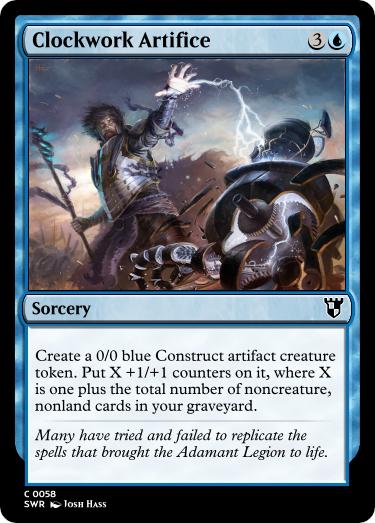 Clockwork Artifice 3
Sorcery
Create a 0/0 blue Construct artifact creature
token. Put X +1/+1 counters on it, where X
is one plus the total number of noncreature,
nonland cards in your graveyard.
Many have tried and failed to replicate the
spells that brought the Adamant Legion to life.
C 0058
SWR Josh Hass